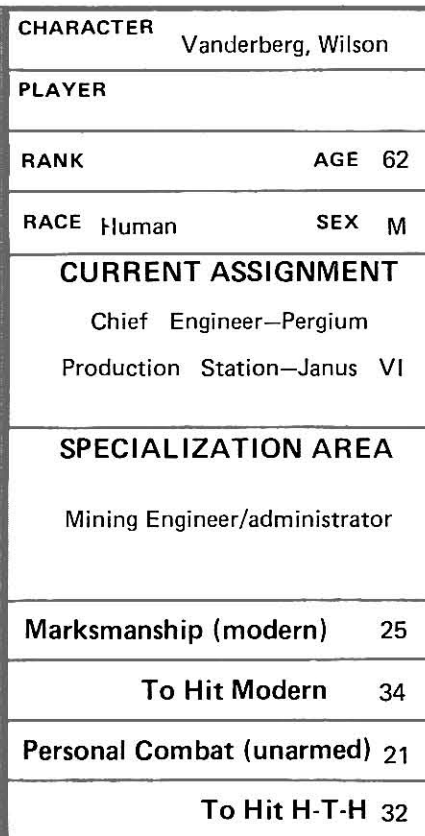 CHARACTER Vanderberg, Wilson
PLAYER
RANK AGE 62
RACE Human SEX M
CURRENT ASSIGNMENT
Chief Engineer—Pergium
Production Station—Janus VI
SPECIALIZATION AREA
Mining Engineer/administrator
Marksmanship (modern) 25
To Hit Modern 34
Personal Combat (unarmed) 21
To Hit H-T-H 32